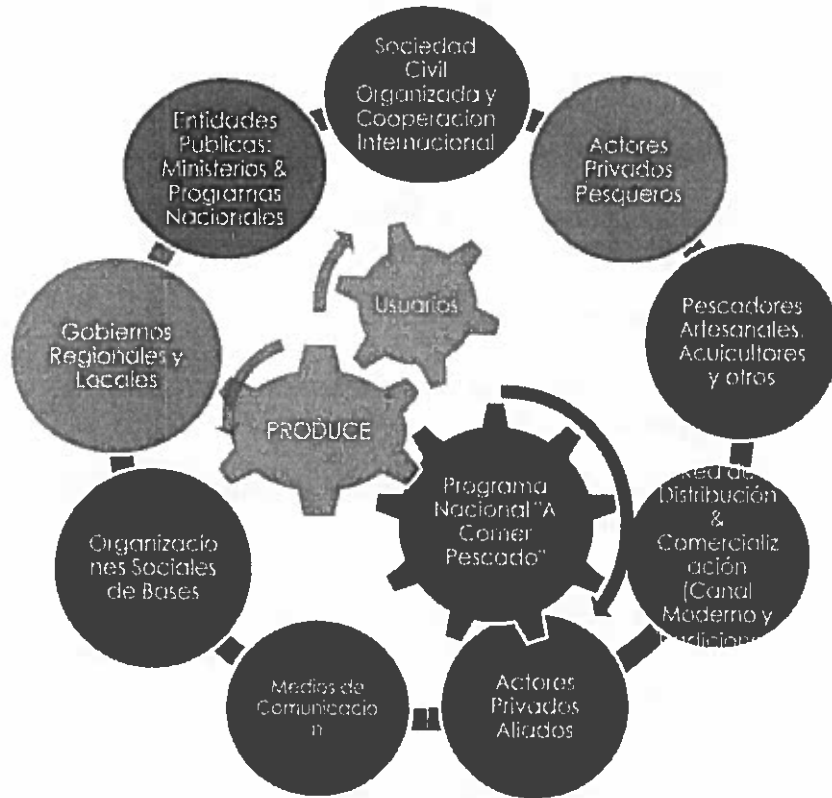 Sociedad
Civil
Organizada y
Cooperacion
Internacional
Actores
Privados
Pesqueros
Pescadores
Artesanales.
Acuicultores
y otros
Red de
Distribución
&
Comercializ
ación
(Canal
Moderno y
Actores
Privados
Aliados
Medios de
Comunicacio
n
Organizacio
nes Sociales
de Bases
Gobiernos
Regionales y
Locales
Entidades
Publicas:
Ministerios &
Programas
Nacionales
Usuarios
PRODUCE
Programa
Nacional "A
Comer
Pescado"